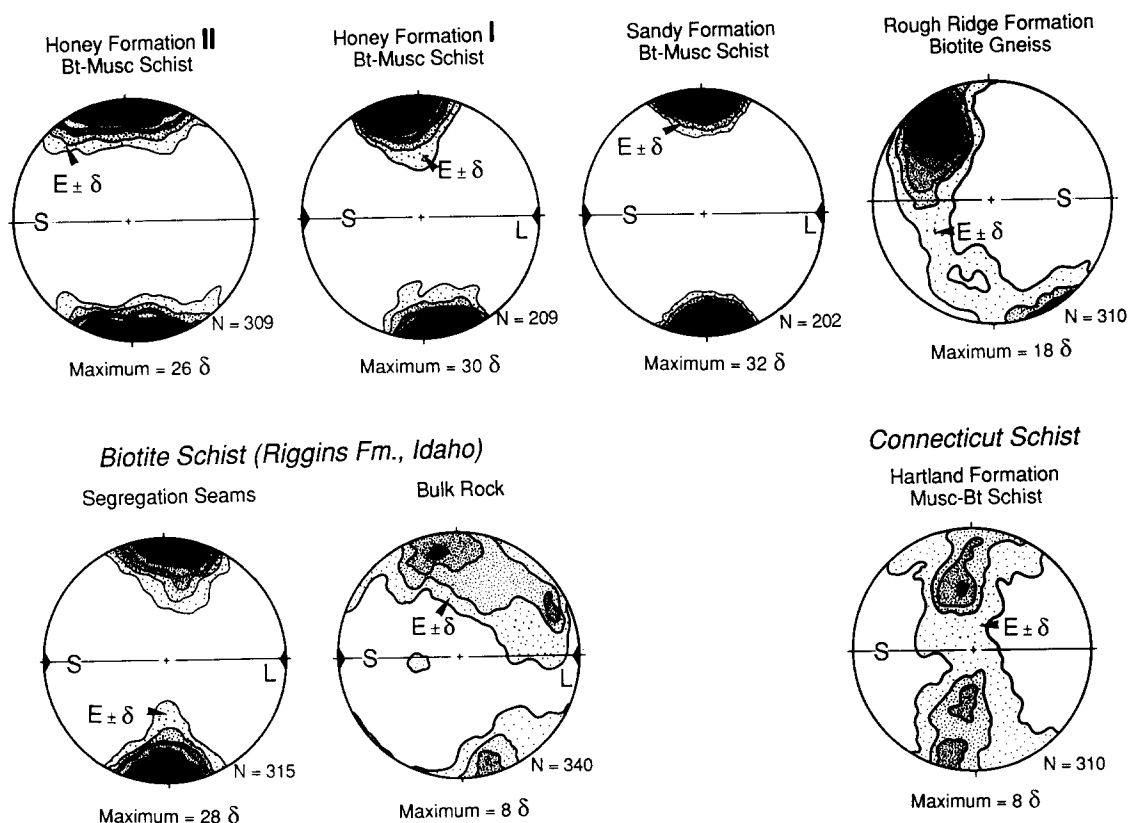 Honey Formation II
Bt-Musc Schist
E ± δ
S
N = 309
Maximum = 26 δ
Honey Formation I
Bt-Musc Schist
E ± δ
S
L
N = 209
Maximum = 30 δ
Sandy Formation
Bt-Musc Schist
E ± δ
S
L
N = 202
Maximum = 32 δ
Rough Ridge Formation
Biotite Gneiss
S
E ± δ
N = 310
Maximum = 18 δ
Biotite Schist (Riggins Fm., Idaho)
Segregation Seams
S
L
E ± δ
N = 315
Maximum = 28 δ
Bulk Rock
E ± δ
S
L
N = 340
Maximum = 8 δ
Connecticut Schist
Hartland Formation
Musc-Bt Schist
E ± δ
S
N = 310
Maximum = 8 δ